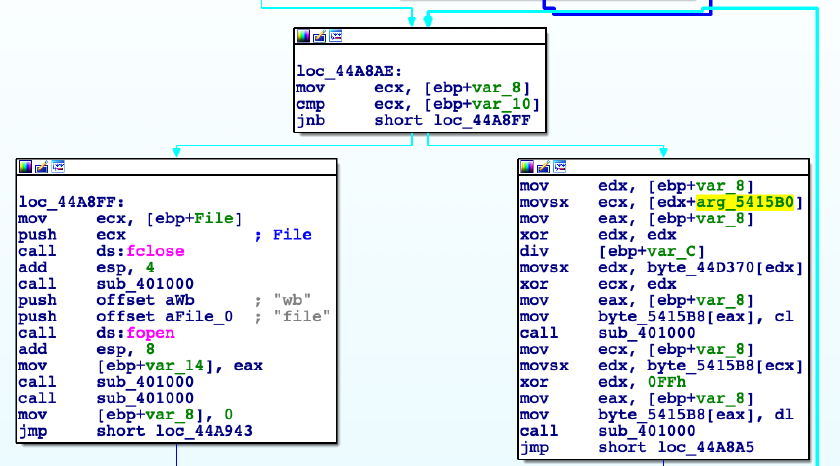 loc_44A8AE:
mov ecx, [ebp+var_8]
cmp ecx, [ebp+var_10]
jnb short loc_44A8FF
loc_44A8FF:
mov ecx, [ebp+File]
push ecx ; File
call ds:fclose
add esp, 4
call sub_401000
push offset aWb ; "wb"
push offset aFile_0 ; "file"
call ds:fopen
add esp, 8
mov [ebp+var_14], eax
call sub_401000
call sub_401000
mov [ebp+var_8], 0
jmp short loc_44A943
mov edx, [ebp+var_8]
movsx ecx, [edx+arg_5415B0]
mov eax, [ebp+var_8]
xor edx, edx
div [ebp+var_C]
movsx edx, byte_44D370[edx]
xor ecx, edx
mov eax, [ebp+var_8]
mov byte_5415B8[eax], cl
call sub_401000
mov ecx, [ebp+var_8]
movsx edx, byte_5415B8[ecx]
xor edx, 0FFh
mov eax, [ebp+var_8]
mov byte_5415B8[eax], dl
call sub_401000
jmp short loc_44A8A5